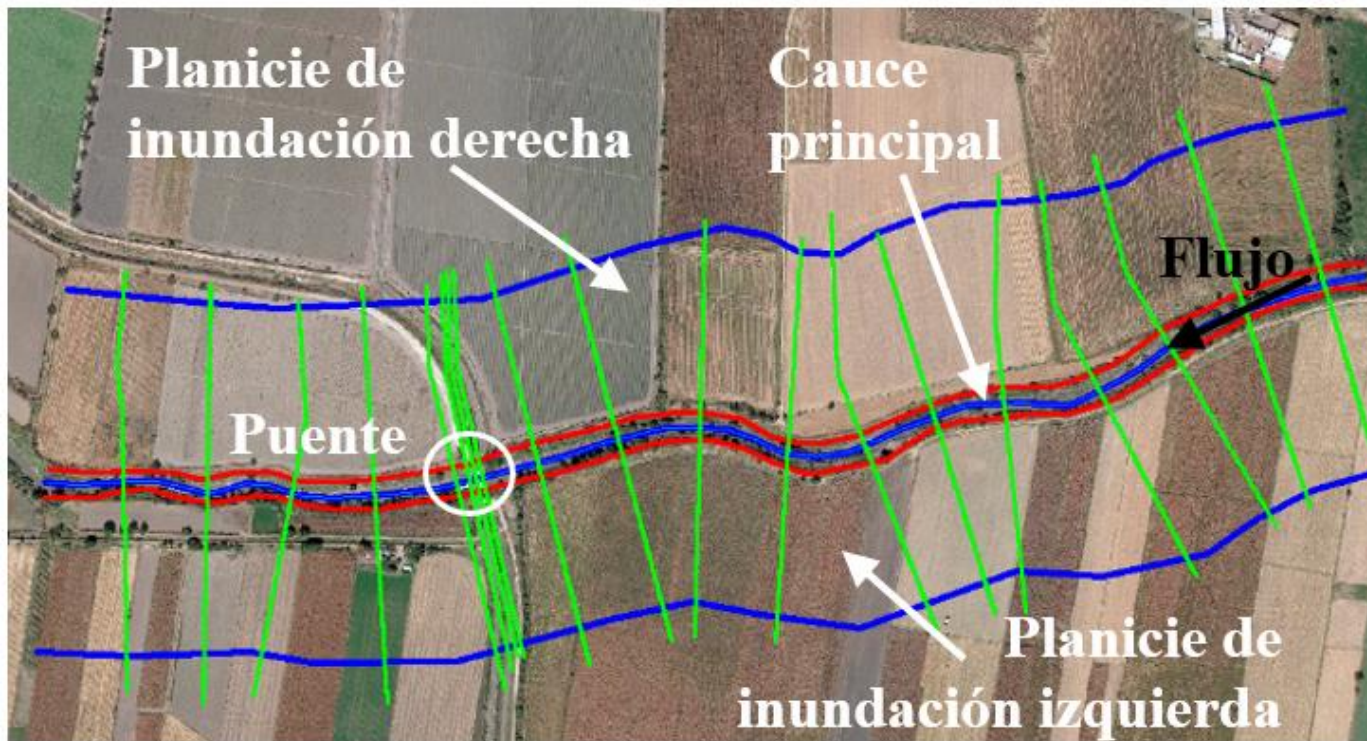 Planicie de
inundación derecha
Cauce
principal
Flujo
Puente
Planicie de
inundación izquierda